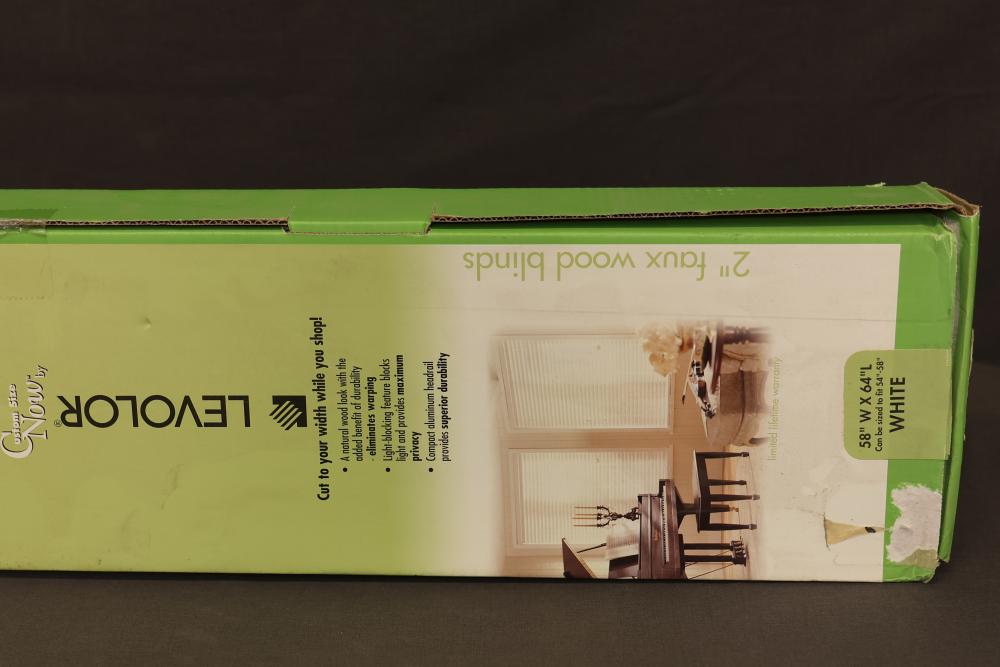 Custom Size
Now™ by
LEVOLOR®
2" faux wood blinds
Cut to your width while you shop!
• A natural wood look with the
added benefit of durability
- eliminates warping
• Light-blocking feature blocks
light and provides maximum
privacy
• Compact aluminum headrail
provides superior durability
limited lifetime warranty
58" W X 64"L
Can be sized to fit 54"-58"
WHITE